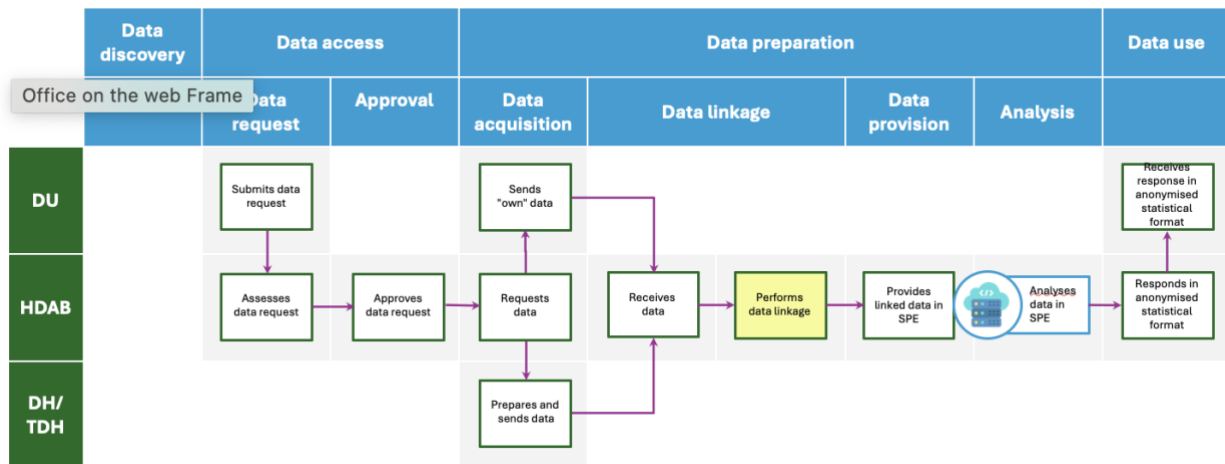 Data
discovery
Data access
Data preparation
Data use
Office on the web Frame
Data
request
Approval
Data
acquisition
Data linkage
Data
provision
Analysis
DU
Submits data
request
Sends
"own" data
Receives
response in
anonymised
statistical
format
HDAB
Assesses
data request
Approves
data request
Requests
data
Receives
data
Performs
data linkage
Provides
linked data in
SPE
Analyses
data in
SPE
Responds in
anonymised
statistical
format
DH/
TDH
Prepares and
sends data